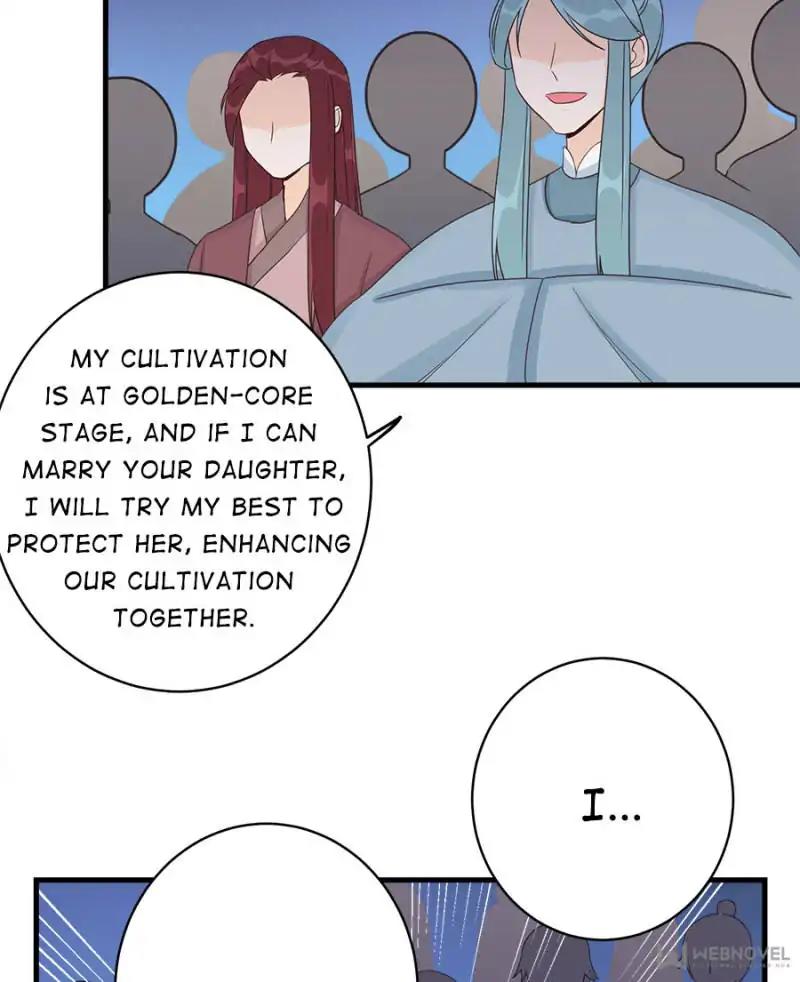 MY CULTIVATION
IS AT GOLDEN-CORE
STAGE, AND IF I CAN
MARRY YOUR DAUGHTER,
I WILL TRY MY BEST TO
PROTECT HER, ENHANCING
OUR CULTIVATION
TOGETHER.
I...
WEBNOVEL